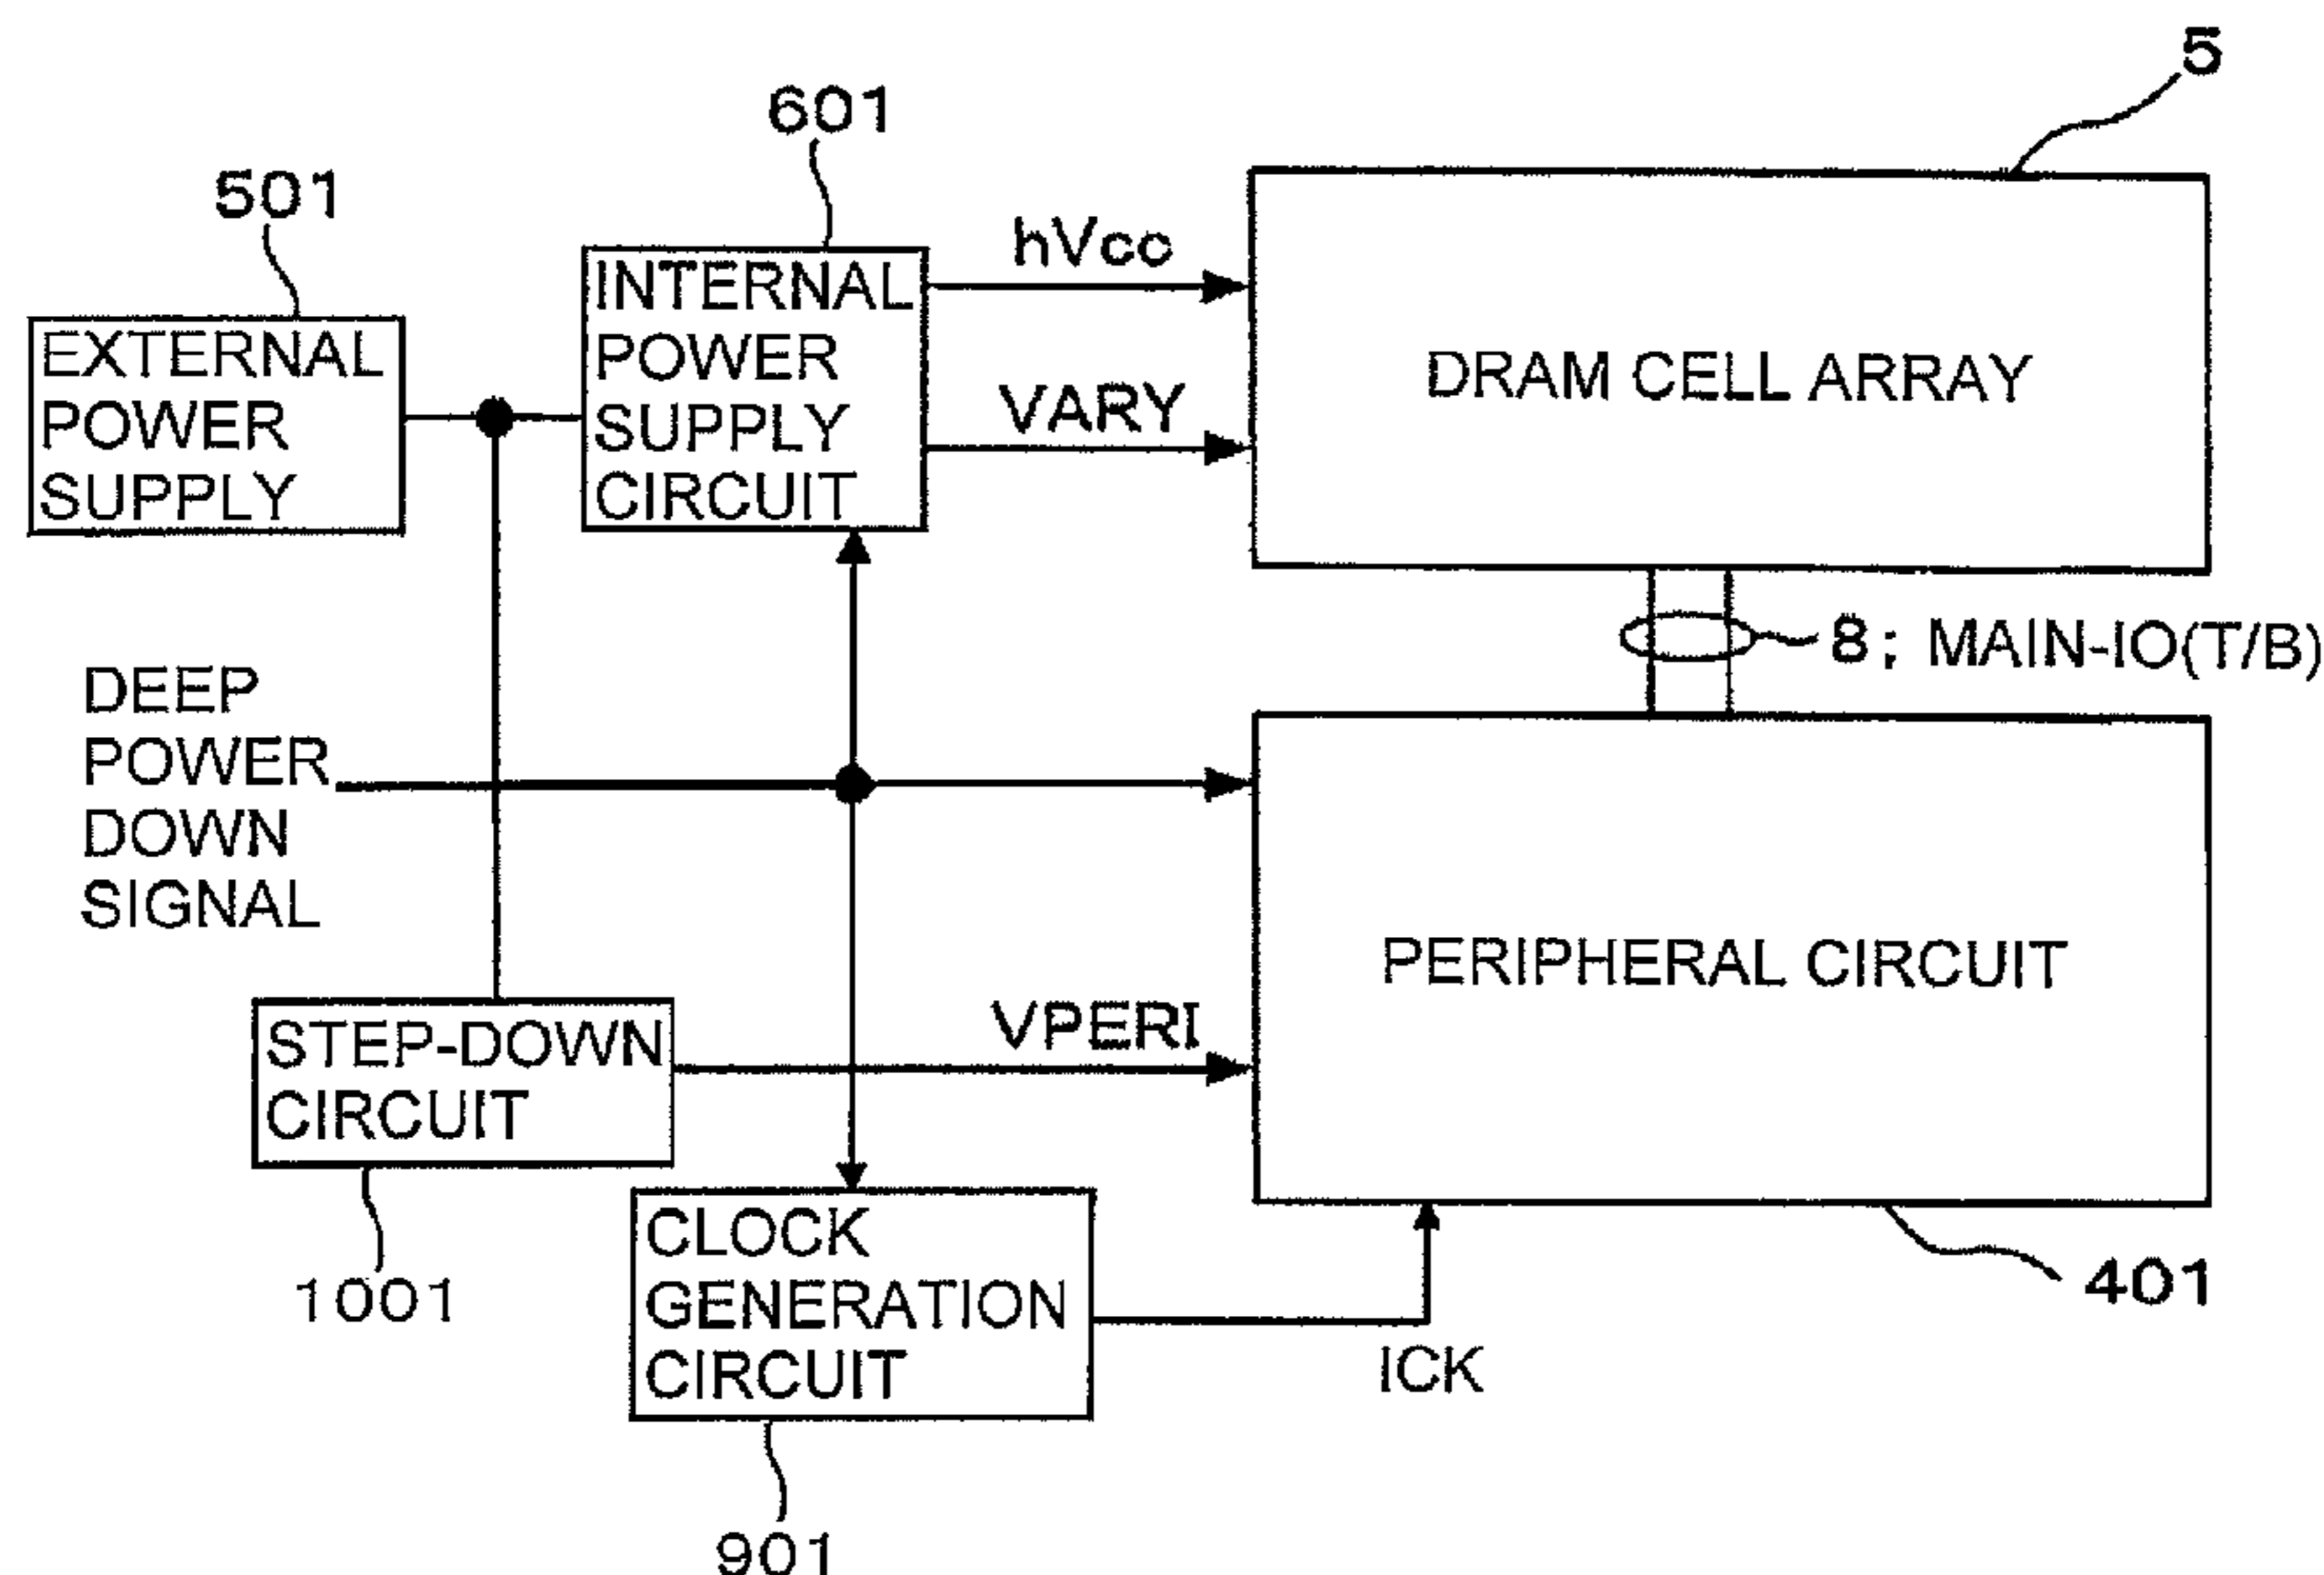 5
601
501
hVcc
INTERNAL
POWER
SUPPLY
CIRCUIT
EXTERNAL
POWER
SUPPLY
VARY
DRAM CELL ARRAY
8; MAIN-IO(T/B)
DEEP
POWER
DOWN
SIGNAL
PERIPHERAL CIRCUIT
STEP-DOWN
CIRCUIT
VPERI
1001
CLOCK
GENERATION
CIRCUIT
401
ICK
901